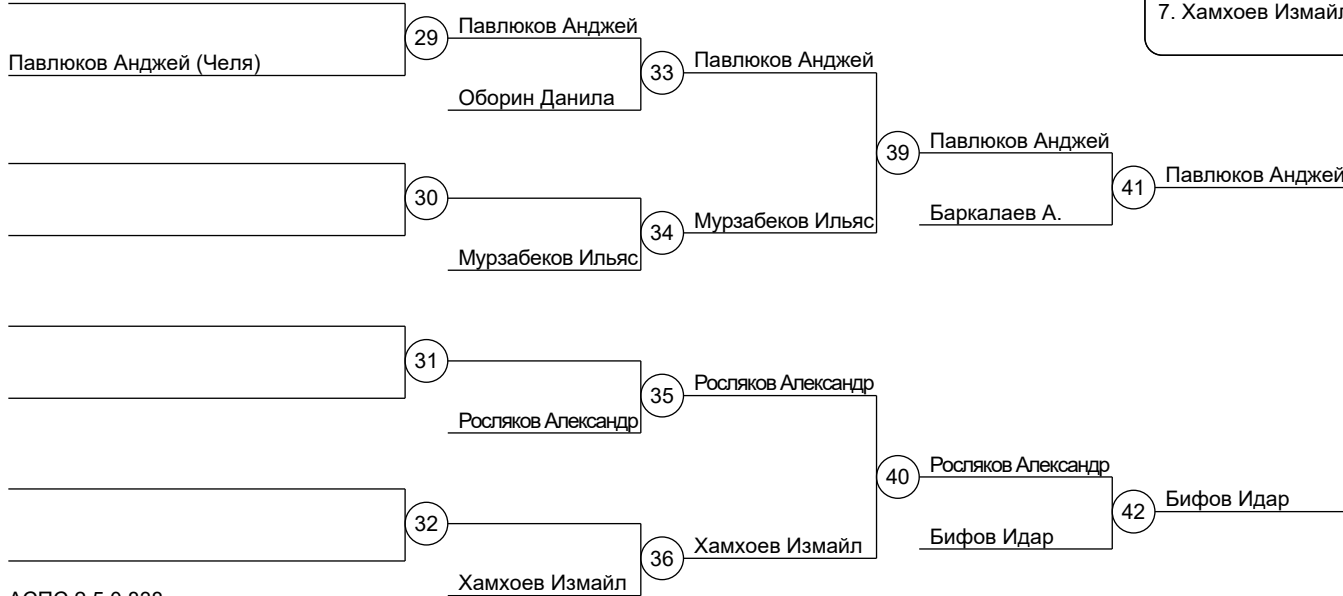 7. Хамхоев Измайл
29
Павлюков Анджей
Павлюков Анджей (Челя)
33
Павлюков Анджей
Оборин Данила
39
Павлюков Анджей
41
Павлюков Анджей
30
Баркалаев А.
34
Мурзабеков Ильяс
Мурзабеков Ильяс
31
35
Росляков Александр
Росляков Александр
40
Росляков Александр
42
Бифов Идар
32
Бифов Идар
36
Хамхоев Измайл
Хамхоев Измайл